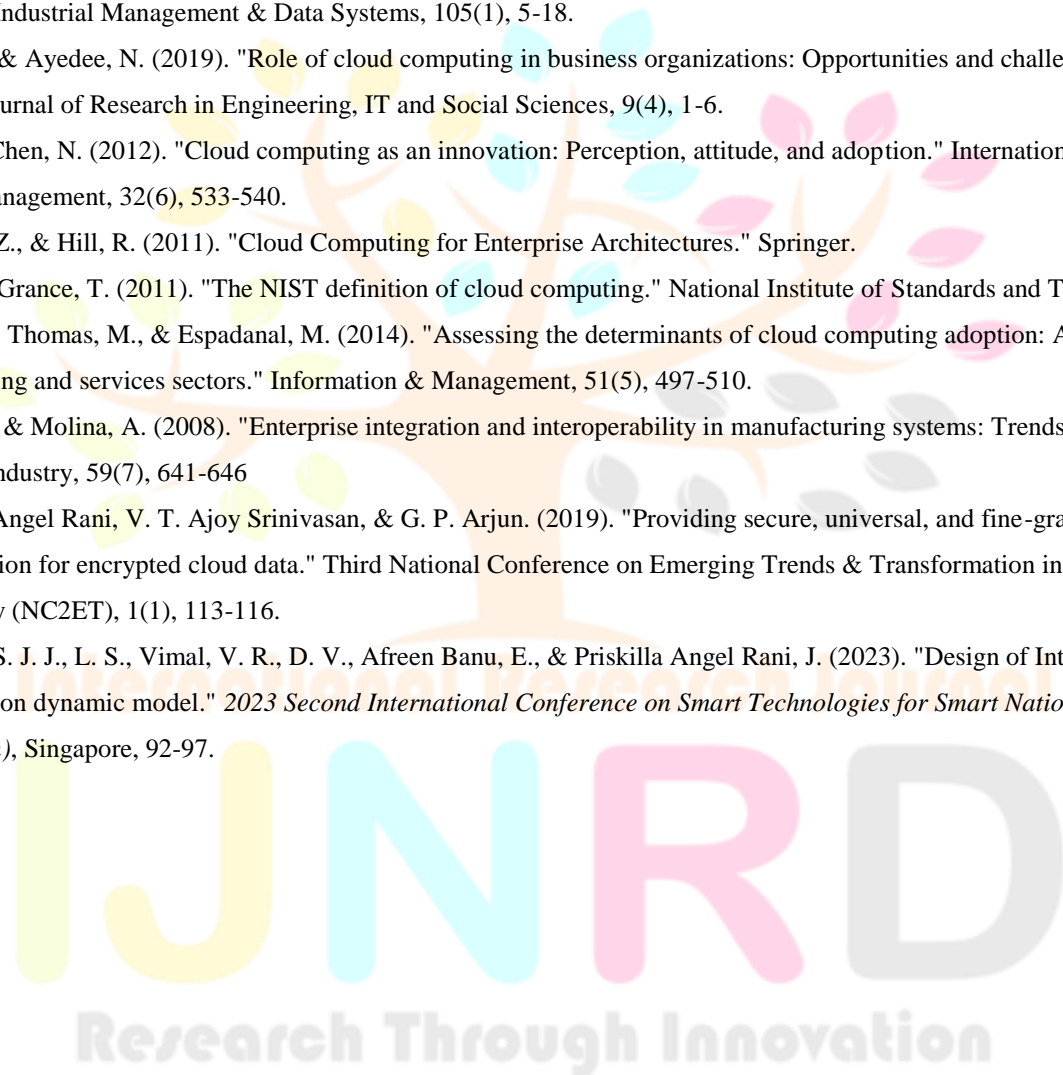 Industrial Management & Data Systems, 105(1), 5-18.
& Ayedee, N. (2019). "Role of cloud computing in business organizations: Opportunities and challe
urnal of Research in Engineering, IT and Social Sciences, 9(4), 1-6.
Chen, N. (2012). "Cloud computing as an innovation: Perception, attitude, and adoption." Internation
nagement, 32(6), 533-540.
Z., & Hill, R. (2011). "Cloud Computing for Enterprise Architectures." Springer.
Grance, T. (2011). "The NIST definition of cloud computing." National Institute of Standards and T
Thomas, M., & Espadanal, M. (2014). "Assessing the determinants of cloud computing adoption: A
ng and services sectors." Information & Management, 51(5), 497-510.
& Molina, A. (2008). "Enterprise integration and interoperability in manufacturing systems: Trends
ndustry, 59(7), 641-646
Angel Rani, V. T. Ajoy Srinivasan, & G. P. Arjun. (2019). "Providing secure, universal, and fine-gra
ion for encrypted cloud data." Third National Conference on Emerging Trends & Transformation in
y (NC2ET), 1(1), 113-116.
S. J. J., L. S., Vimal, V. R., D. V., Afreen Banu, E., & Priskilla Angel Rani, J. (2023). "Design of Int
International Research Journal
on dynamic model." 2023 Second International Conference on Smart Technologies for Smart Natio
), Singapore, 92-97.
IJNRD
Research Through Innovation